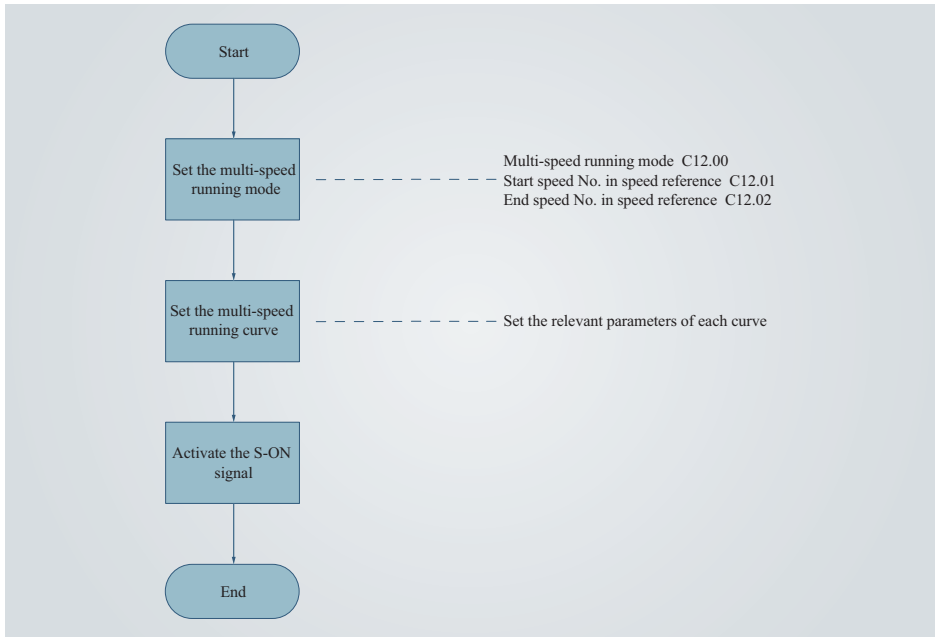 Start
Set the multi-speed
running mode
Multi-speed running mode C12.00
Start speed No. in speed reference C12.01
End speed No. in speed reference C12.02
Set the multi-speed
running curve
Set the relevant parameters of each curve
Activate the S-ON
signal
End